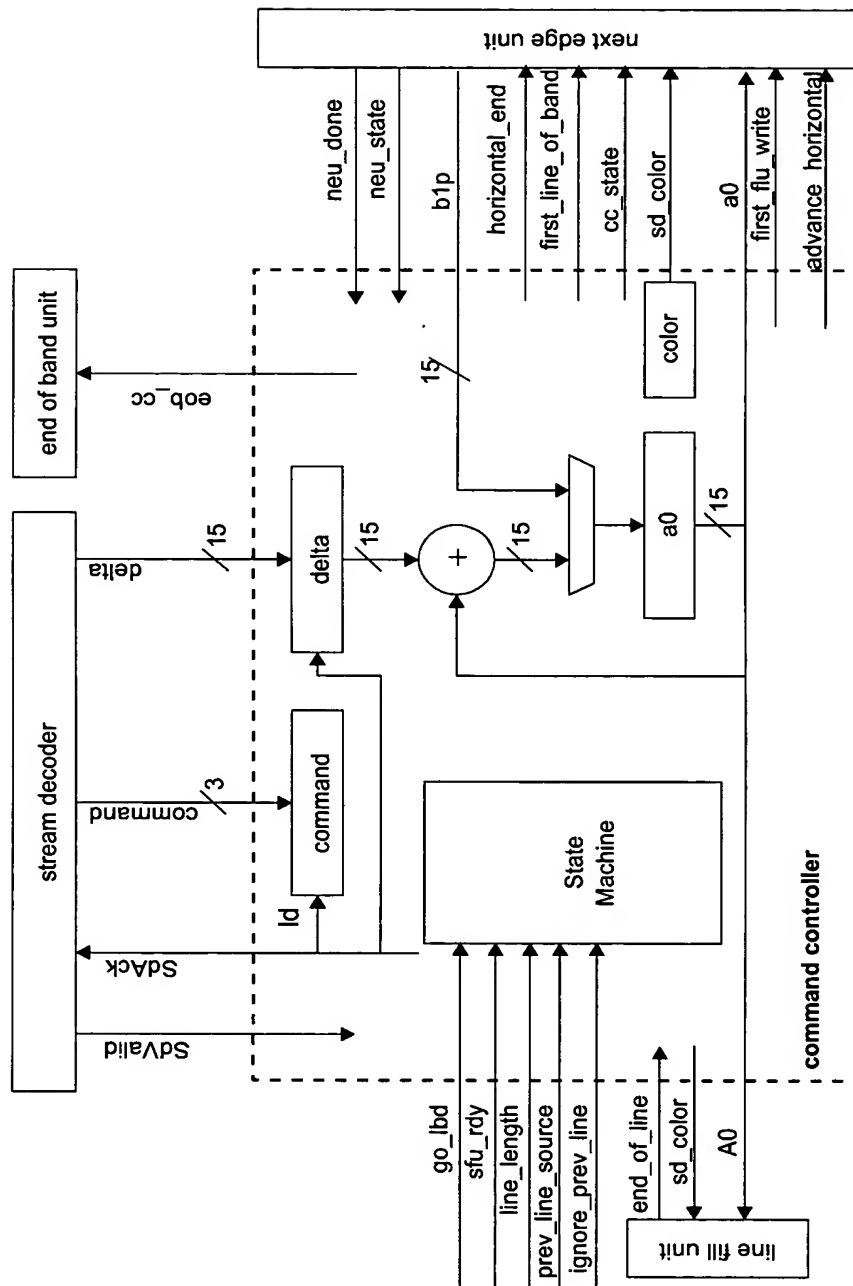 stream decoder
end of band unit
SdValid
SdAck
command
3
delta
15
eob_cc
neu_done
neu_state
b1p
horizontal_end
first_line_of_band
cc_state
sd_color
a0
first_flu_write
advance_horizontal
next edge unit
ld
command
delta
15
+
15
15
a0
15
color
State
Machine
go_lbd
sfu_rdy
line_length
prev_line_source
ignore_prev_line
end_of_line
sd_color
A0
line fill unit
command controller